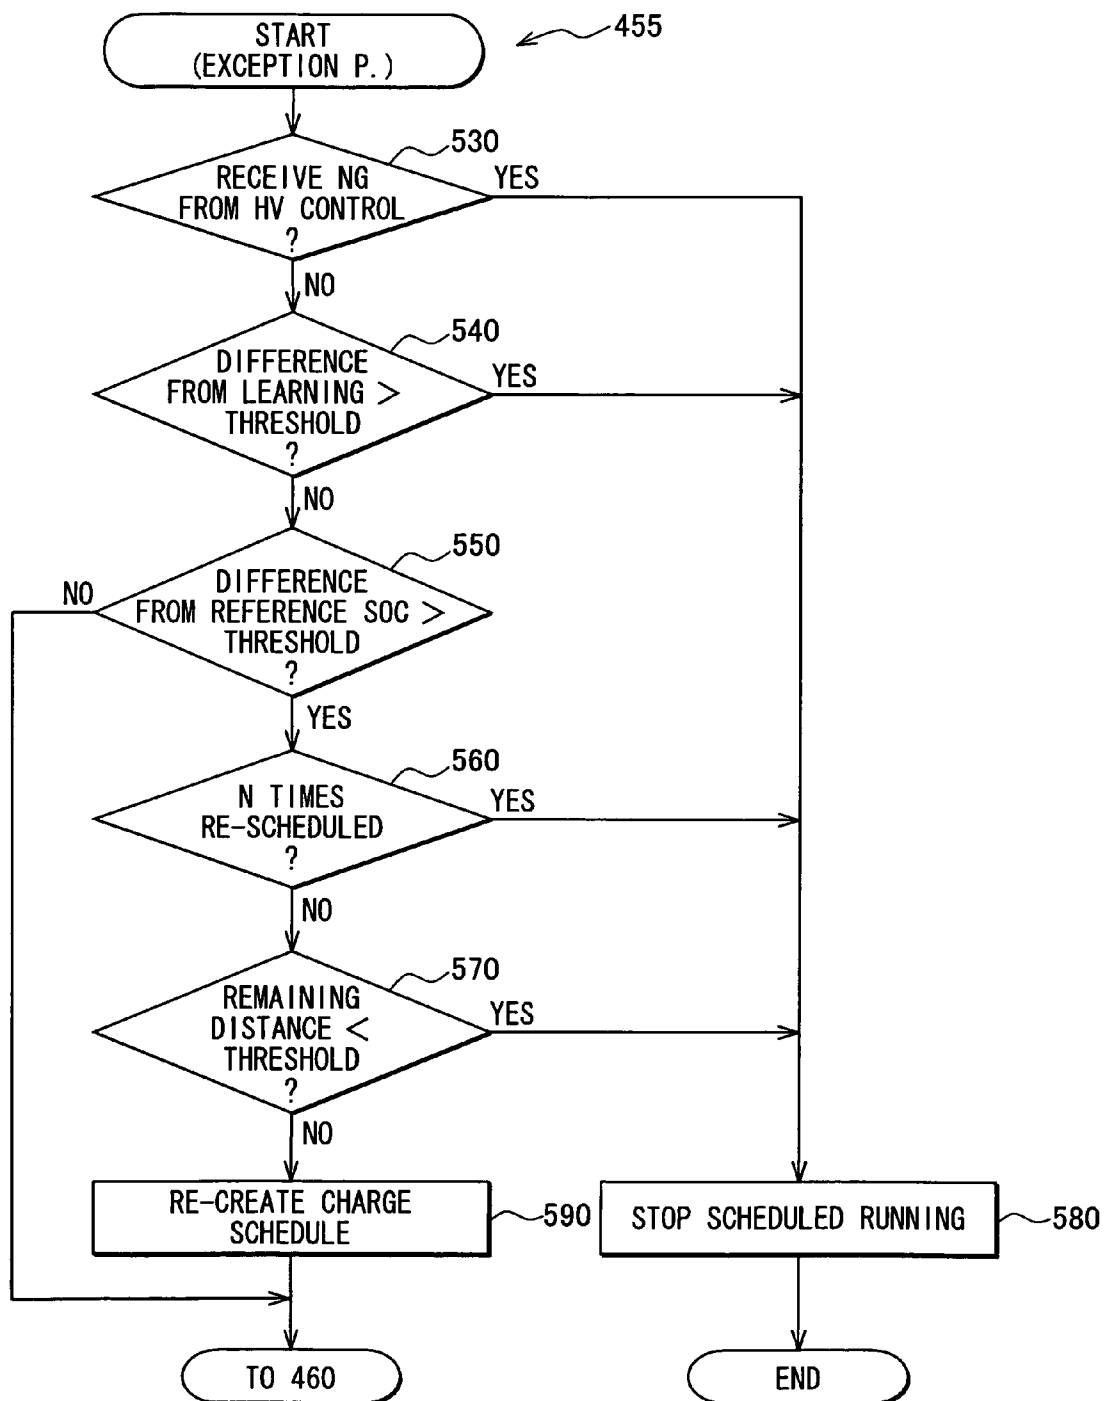 START
(EXCEPTION P.)
455
530
RECEIVE NG
FROM HV CONTROL
?
YES
NO
540
DIFFERENCE
FROM LEARNING >
THRESHOLD
?
YES
NO
550
DIFFERENCE
FROM REFERENCE SOC >
THRESHOLD
?
NO
YES
560
N TIMES
RE-SCHEDULED
?
YES
NO
570
REMAINING
DISTANCE <
THRESHOLD
?
YES
NO
RE-CREATE CHARGE
SCHEDULE
590
STOP SCHEDULED RUNNING
580
TO 460
END